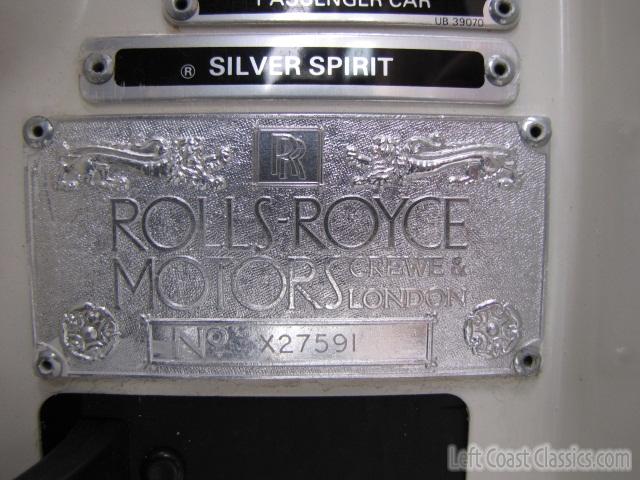 PASSENGER CAR
UB 39070
® SILVER SPIRIT
RR
ROLLS-ROYCE
MOTORS CREWE &
LONDON
No X27591
Left Coast Classics.com